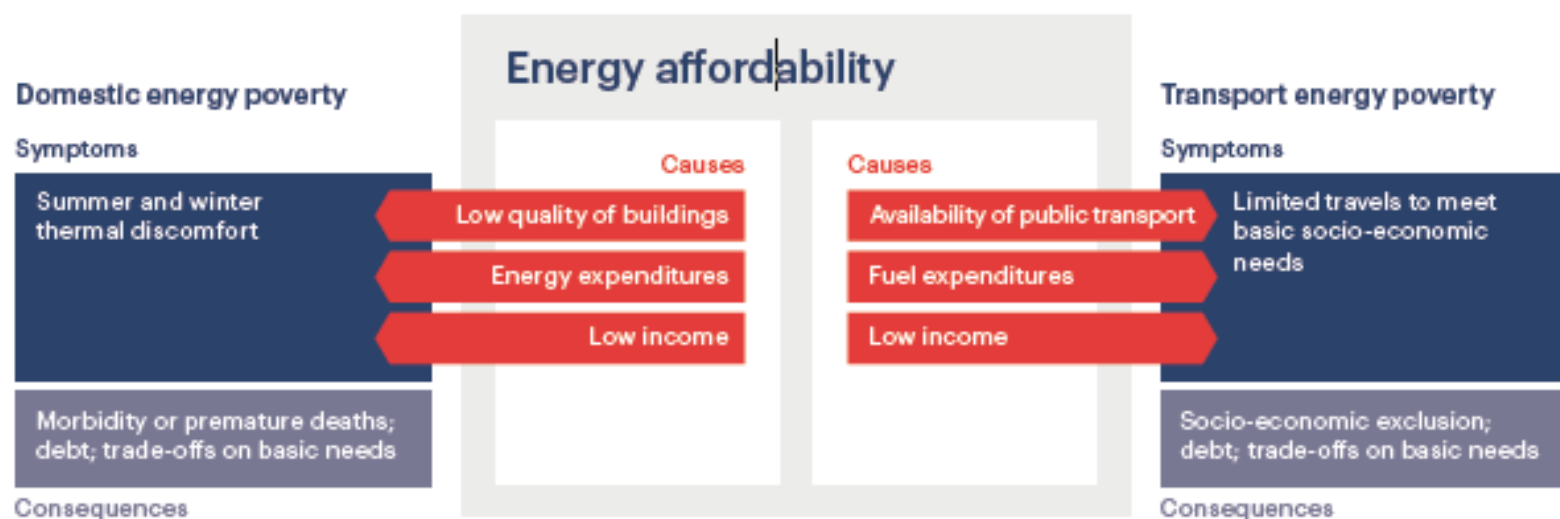 Energy affordability
Domestic energy poverty
Symptoms
Summer and winter
thermal discomfort
Morbidity or premature deaths;
debt; trade-offs on basic needs
Consequences
Causes
Low quality of buildings
Energy expenditures
Low income
Causes
Availability of public transport
Fuel expenditures
Low income
Transport energy poverty
Symptoms
Limited travels to meet
basic socio-economic
needs
Socio-economic exclusion;
debt; trade-offs on basic needs
Consequences